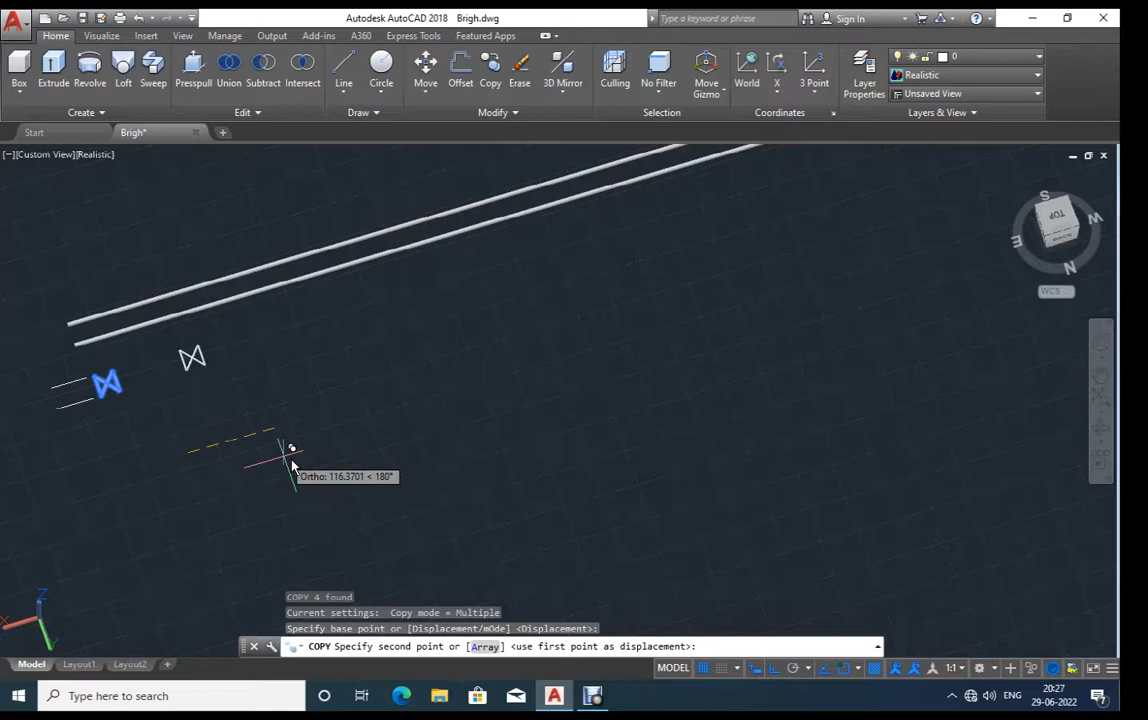 Autodesk AutoCAD 2018 Brigh.dwg
Type a keyword or phrase
Sign In
Home Visualize Insert View Manage Output Add-ins A360 Express Tools Featured Apps
Box Extrude Revolve Loft Sweep
Presspull Union Subtract Intersect
Line Circle
Move Offset Copy Erase 3D Mirror
Culling No Filter Move Gizmo
World X 3 Point
Layer Properties
0
Realistic
Unsaved View
Create Edit Draw Modify Selection Coordinates Layers & View
Start Brigh*
[−][Custom View][Realistic]
S
W
TOP
E
N
WCS
Ortho: 116.3701 < 180°
COPY 4 found
Current settings: Copy mode = Multiple
Specify base point or [Displacement/mOde] <Displacement>:
COPY Specify second point or [Array] <use first point as displacement>:
Z
X
Y
Model Layout1 Layout2
MODEL
1:1
Type here to search
ENG
20:27
29-06-2022